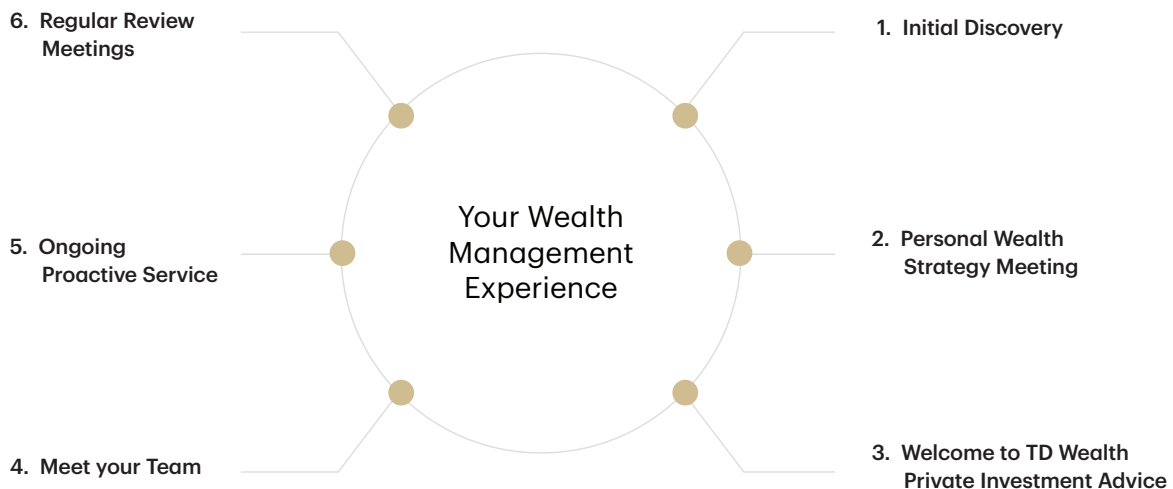 6. Regular Review
Meetings
1. Initial Discovery
Your Wealth
Management
Experience
5. Ongoing
Proactive Service
2. Personal Wealth
Strategy Meeting
4. Meet your Team
3. Welcome to TD Wealth
Private Investment Advice